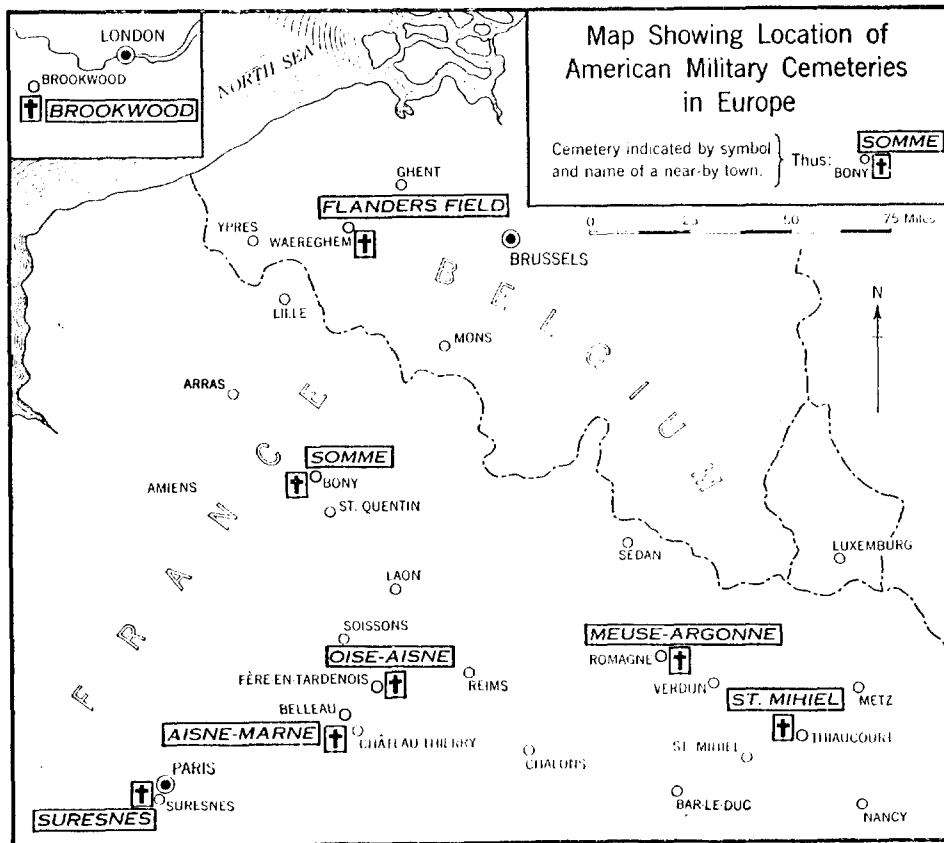 Map Showing Location of
American Military Cemeteries
in Europe
Cemetery indicated by symbol
and name of a near-by town.
Thus:
SOMME
BONY
0 25 50 75 Miles
N
LONDON
BROOKWOOD
BROOKWOOD
NORTH SEA
GHENT
FLANDERS FIELD
YPRES
WAEREGHEM
BRUSSELS
BELGIUM
LILLE
MONS
ARRAS
FRANCE
SOMME
BONY
AMIENS
ST. QUENTIN
SEDAN
LUXEMBURG
LAON
SOISSONS
MEUSE-ARGONNE
ROMAGNE
OISE-AISNE
FÈRE-EN-TARDENOIS
REIMS
VERDUN
ST. MIHIEL
METZ
BELLEAU
AISNE-MARNE
CHÂTEAU THIERRY
THIAUCOURT
ST. MIHIEL
CHALONS
PARIS
SURESNES
SURESNES
BAR-LE-DUC
NANCY